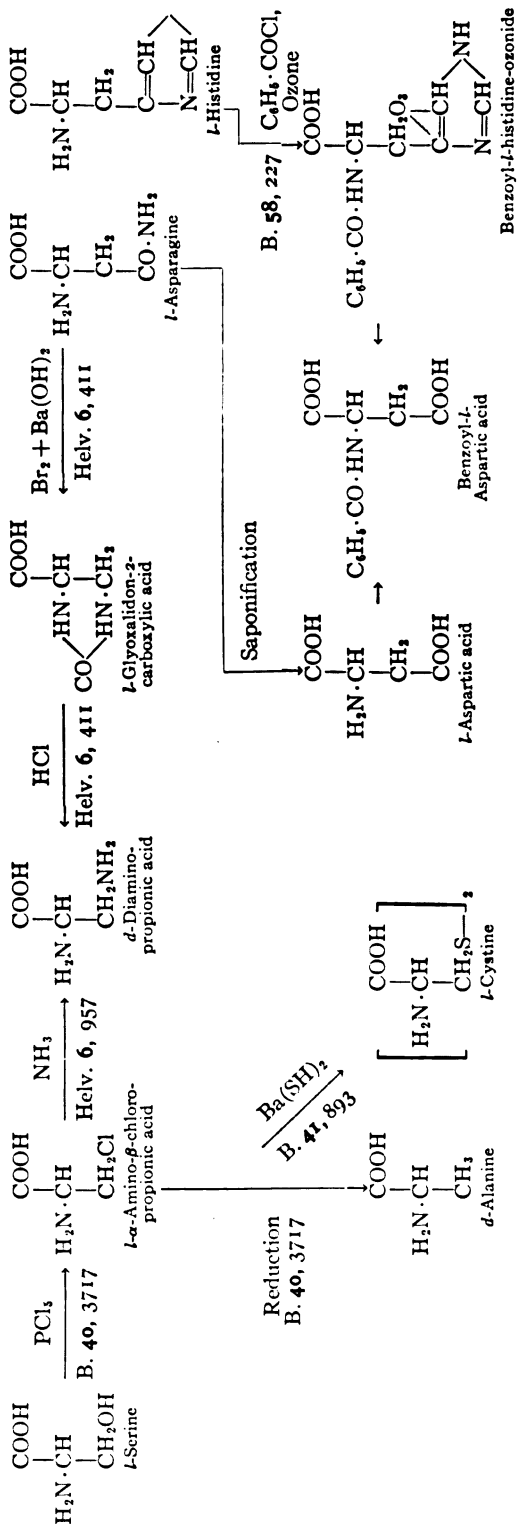 COOH
H₂N·CH
CH₂OH
l-Serine
PCl₅
B. 40, 3717
COOH
H₂N·CH
CH₂Cl
l-α-Amino-β-chloro-
propionic acid
NH₃
Helv. 6, 957
COOH
H₂N·CH
CH₂NH₂
d-Diamino-
propionic acid
HCl
Helv. 6, 411
COOH
HN·CH
CO
HN·CH₂
l-Glyoxalidon-2-
carboxylic acid
Br₂+Ba(OH)₂
Helv. 6, 411
COOH
H₂N·CH
CH₂
CO·NH₂
l-Asparagine
COOH
H₂N·CH
CH₂
C=CH
N=CH
l-Histidine
Reduction
B. 40, 3717
Ba(SH)₂
B. 41, 893
Saponification
C₆H₅·COCl,
Ozone
B. 58, 227
COOH
H₂N·CH
CH₃
d-Alanine
COOH
H₂N·CH
CH₂S—
2
l-Cystine
COOH
H₂N·CH
CH₂
COOH
l-Aspartic acid
COOH
C₆H₅·CO·HN·CH
CH₂
COOH
Benzoyl-l.
Aspartic acid
COOH
C₆H₅·CO·HN·CH
CH₂O₃
C=CH
NH
N=CH
Benzoyl-l-histidine-ozonide